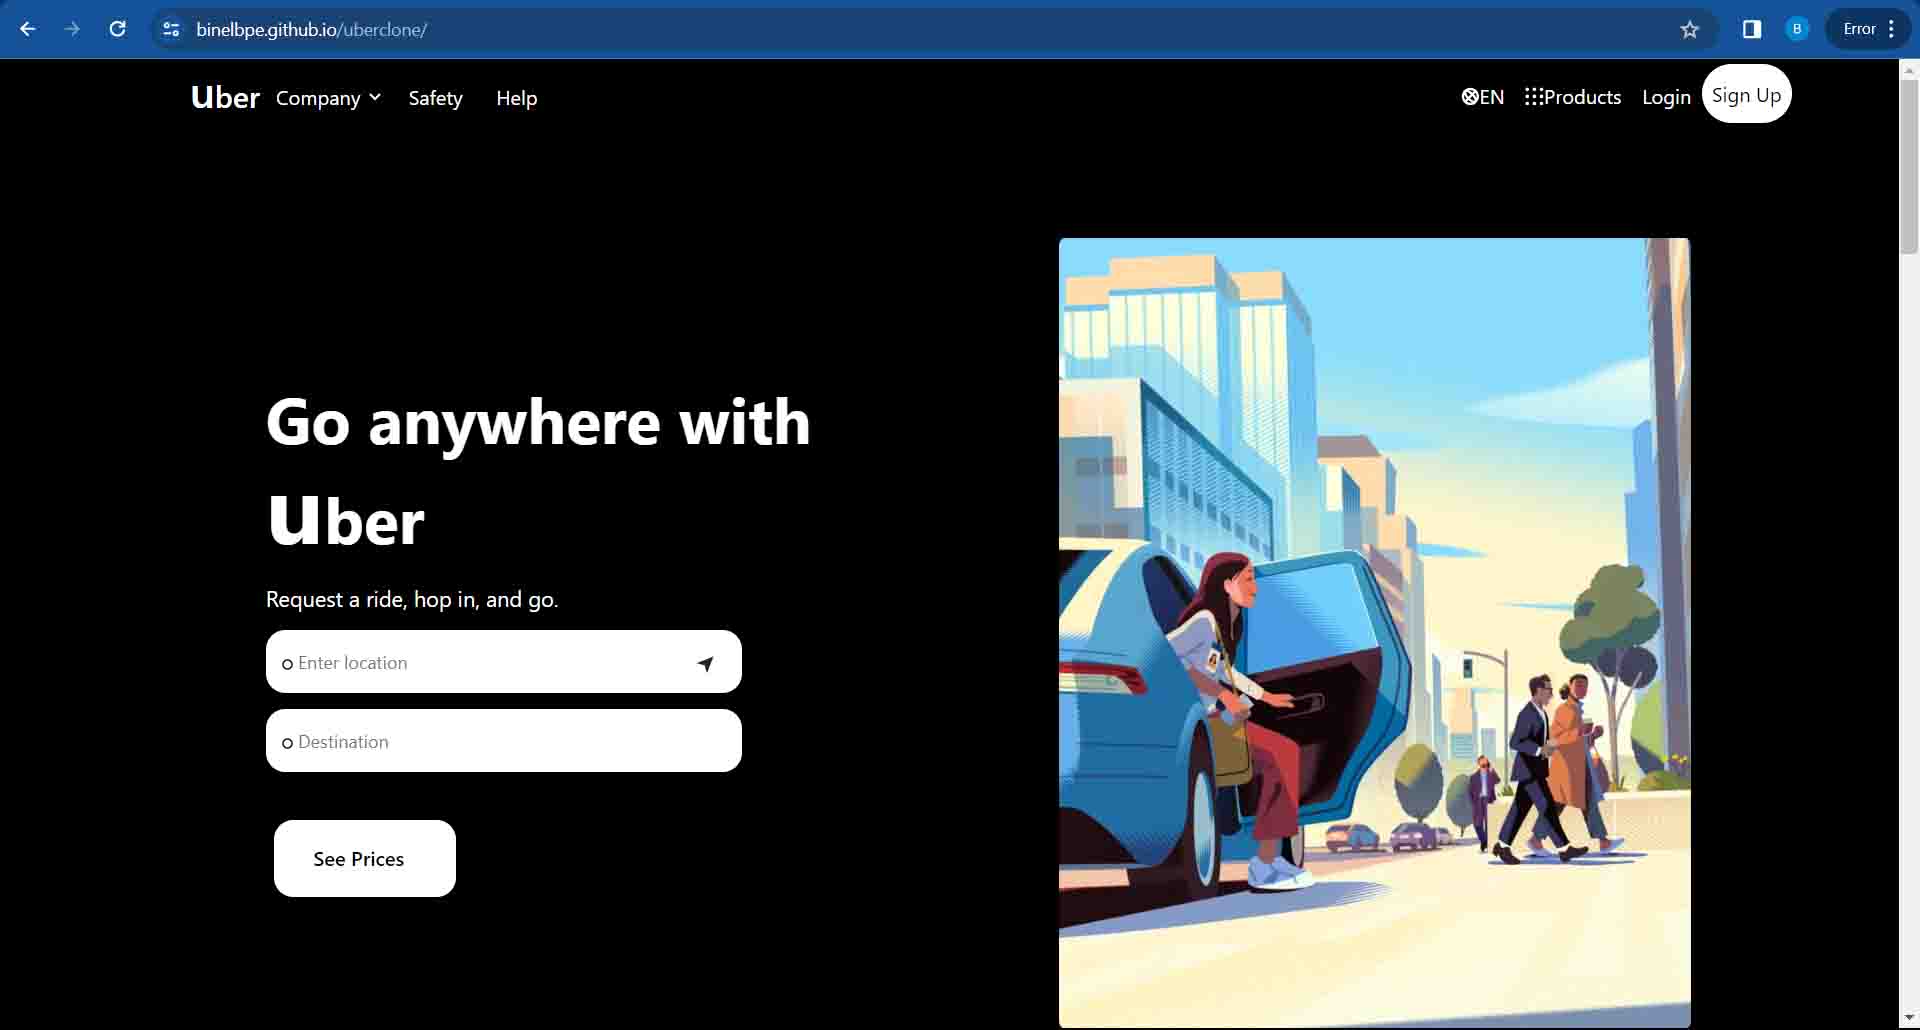 binelbpe.github.io/uberclone/
B
Error
Uber Company Safety Help
EN Products Login Sign Up
Go anywhere with
Uber
Request a ride, hop in, and go.
Enter location
Destination
See Prices